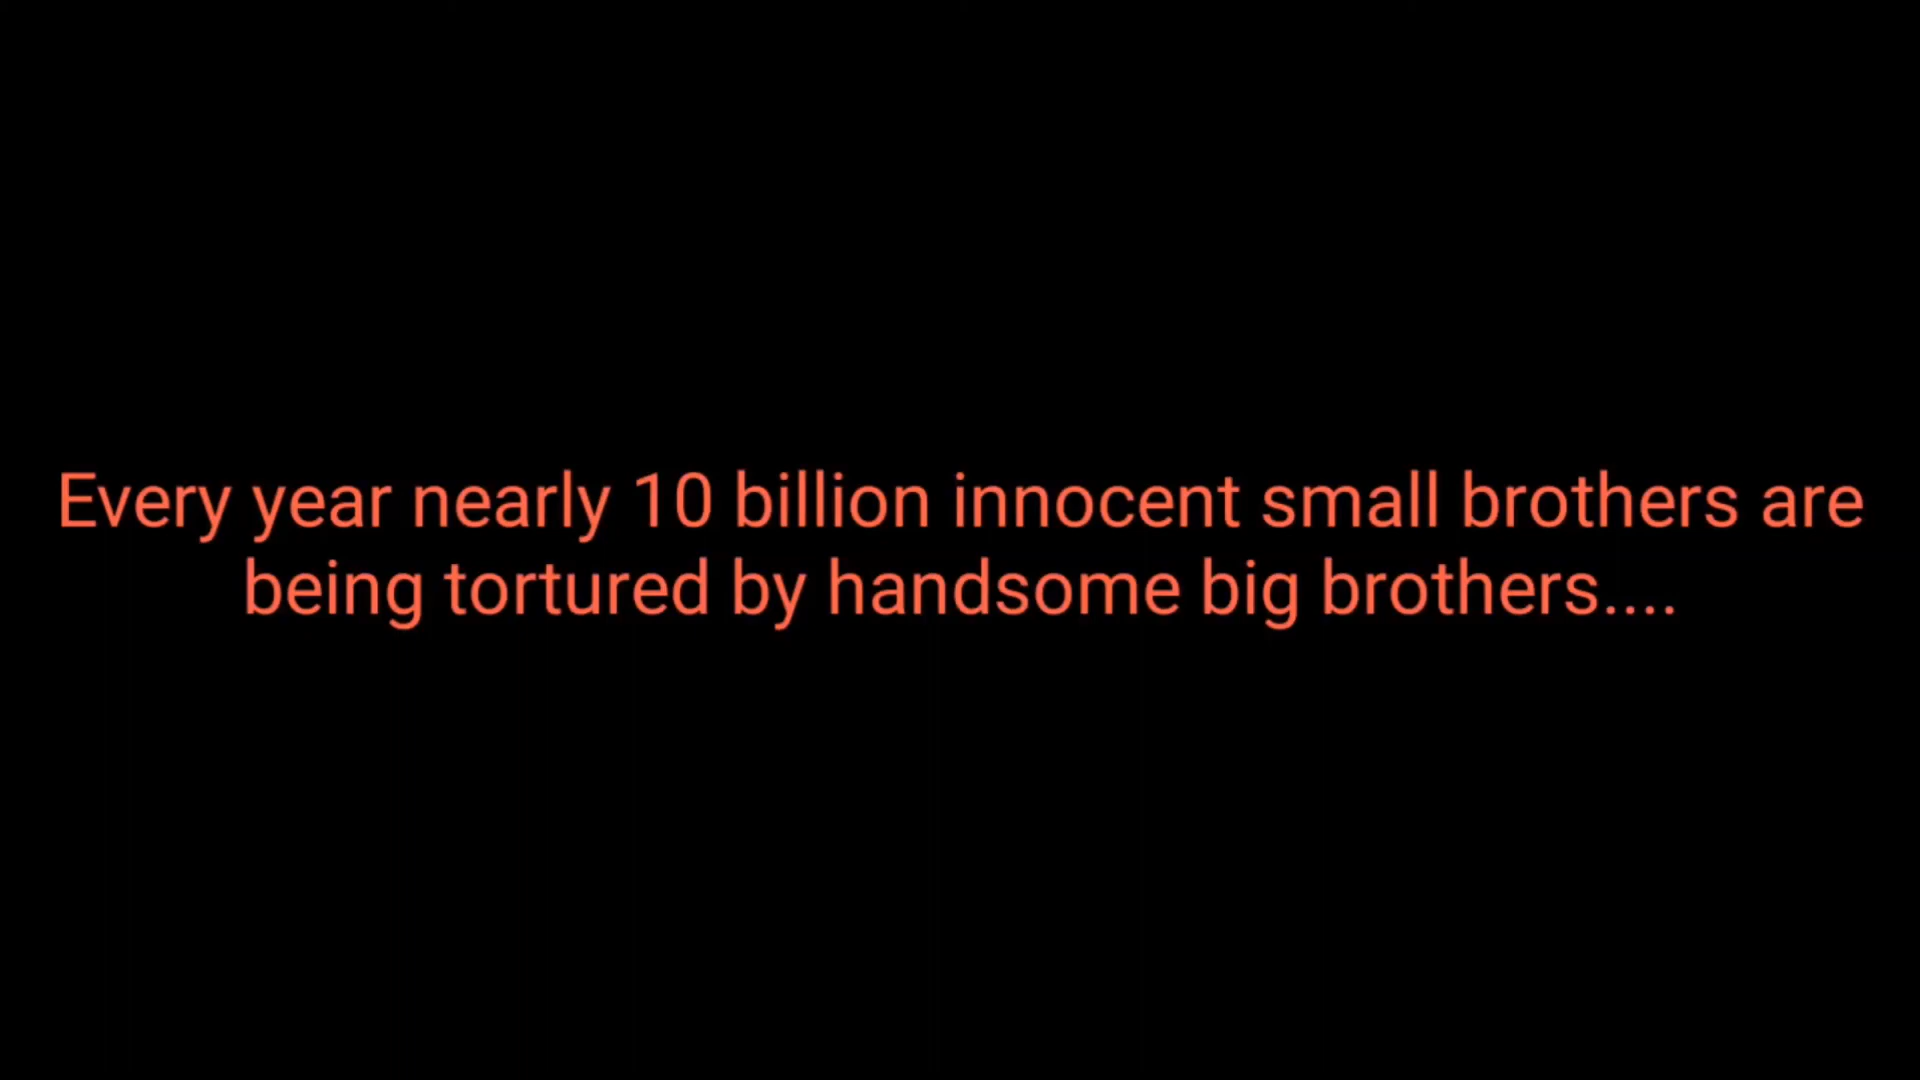 Every year nearly 10 billion innocent small brothers are
being tortured by handsome big brothers....